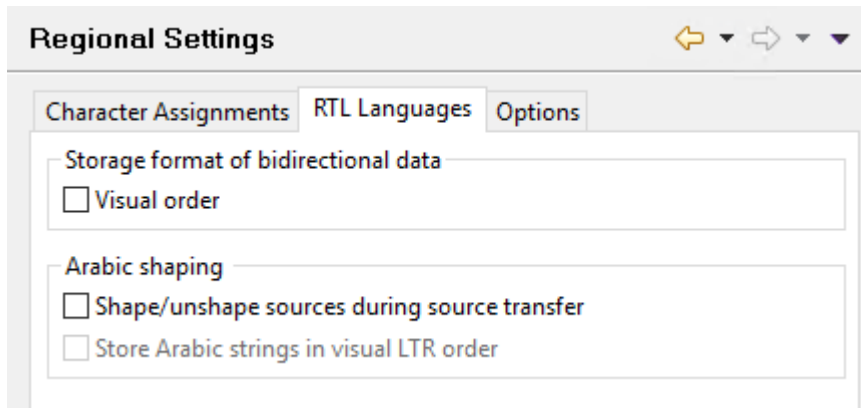 Regional Settings
Character Assignments RTL Languages Options
Storage format of bidirectional data
Visual order
Arabic shaping
Shape/unshape sources during source transfer
Store Arabic strings in visual LTR order